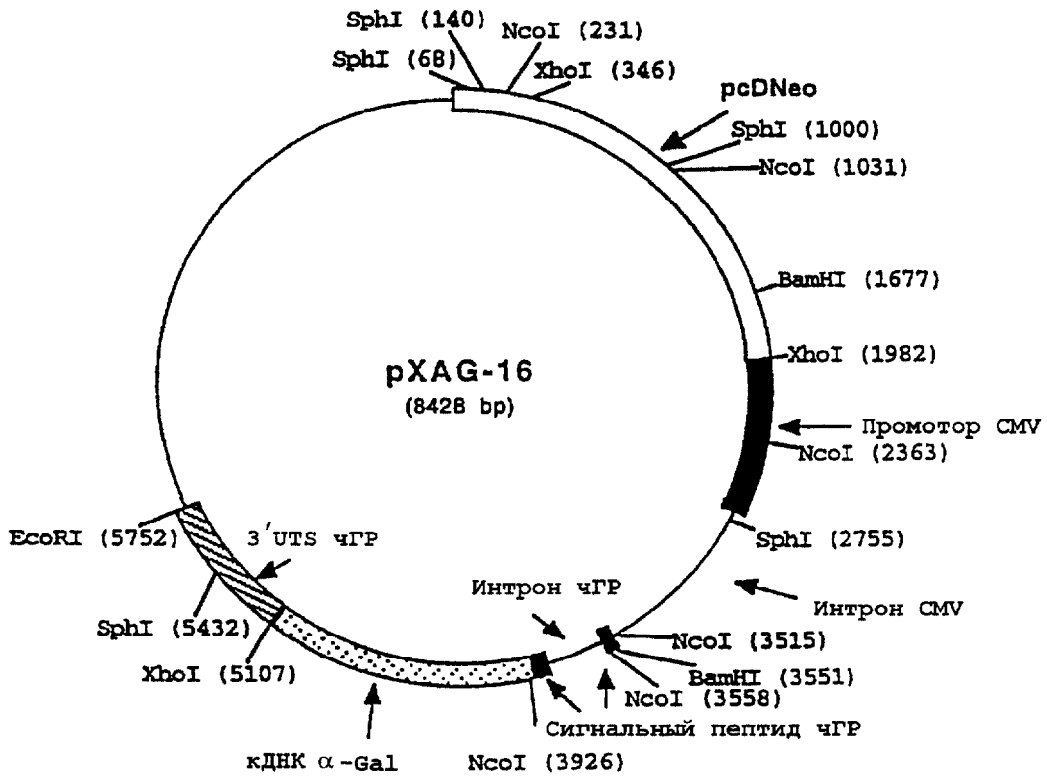 SphI (140)
NcoI (231)
SphI (68)
XhoI (346)
pcDNeo
SphI (1000)
NcoI (1031)
BamHI (1677)
XhoI (1982)
pXAG-16
(8428 bp)
Промотор CMV
NcoI (2363)
EcoRI (5752)
3'UTS чГР
SphI (2755)
Интрон чГР
Интрон CMV
SphI (5432)
NcoI (3515)
XhoI (5107)
BamHI (3551)
NcoI (3558)
Сигнальный пептид чГР
кДНК α-Gal
NcoI (3926)